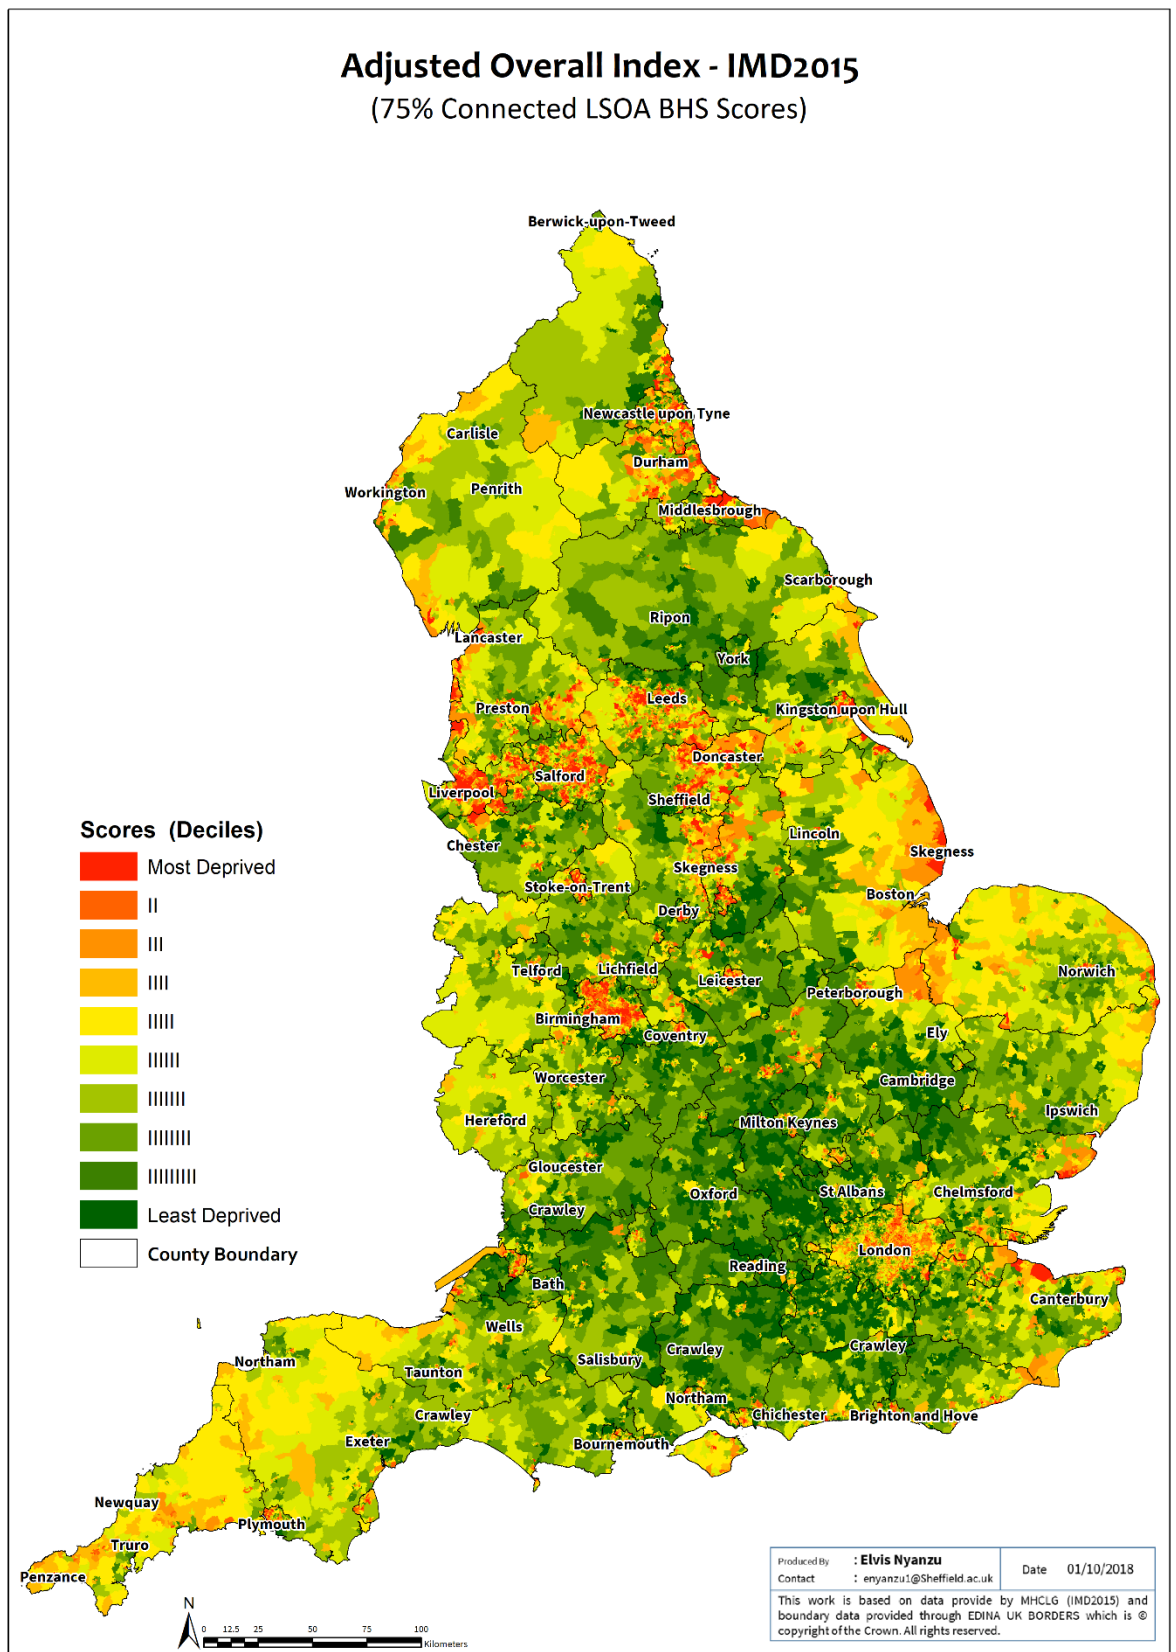 Adjusted Overall Index - IMD2015
(75% Connected LSOA BHS Scores)
Berwick-upon-Tweed
Newcastle upon Tyne
Carlisle
Durham
Penrith
Workington
Middlesbrough
Scarborough
Ripon
Lancaster
York
Leeds
Preston
Kingston upon Hull
Doncaster
Salford
Liverpool
Sheffield
Scores (Deciles)
Lincoln
Chester
Skegness
Most Deprived
Skegness
Stoke-on-Trent
Boston
II
Derby
III
Telford
Lichfield
Norwich
Leicester
Peterborough
IIII
Birmingham
IIIII
Coventry
Ely
IIIIII
Worcester
Cambridge
IIIIIII
Ipswich
Hereford
Milton Keynes
IIIIIIII
Gloucester
IIIIIIIII
Oxford
St Albans
Chelmsford
Crawley
Least Deprived
London
County Boundary
Reading
Bath
Canterbury
Wells
Crawley
Crawley
Northam
Salisbury
Taunton
Northam
Crawley
Chichester
Brighton and Hove
Exeter
Bournemouth
Newquay
Plymouth
Truro
Penzance
Produced By : Elvis Nyanzu
Contact : enyanzu1@Sheffield.ac.uk
Date 01/10/2018
This work is based on data provide by MHCLG (IMD2015) and
boundary data provided through EDINA UK BORDERS which is ©
copyright of the Crown. All rights reserved.
N
0 12.5 25 50 75 100
Kilometers